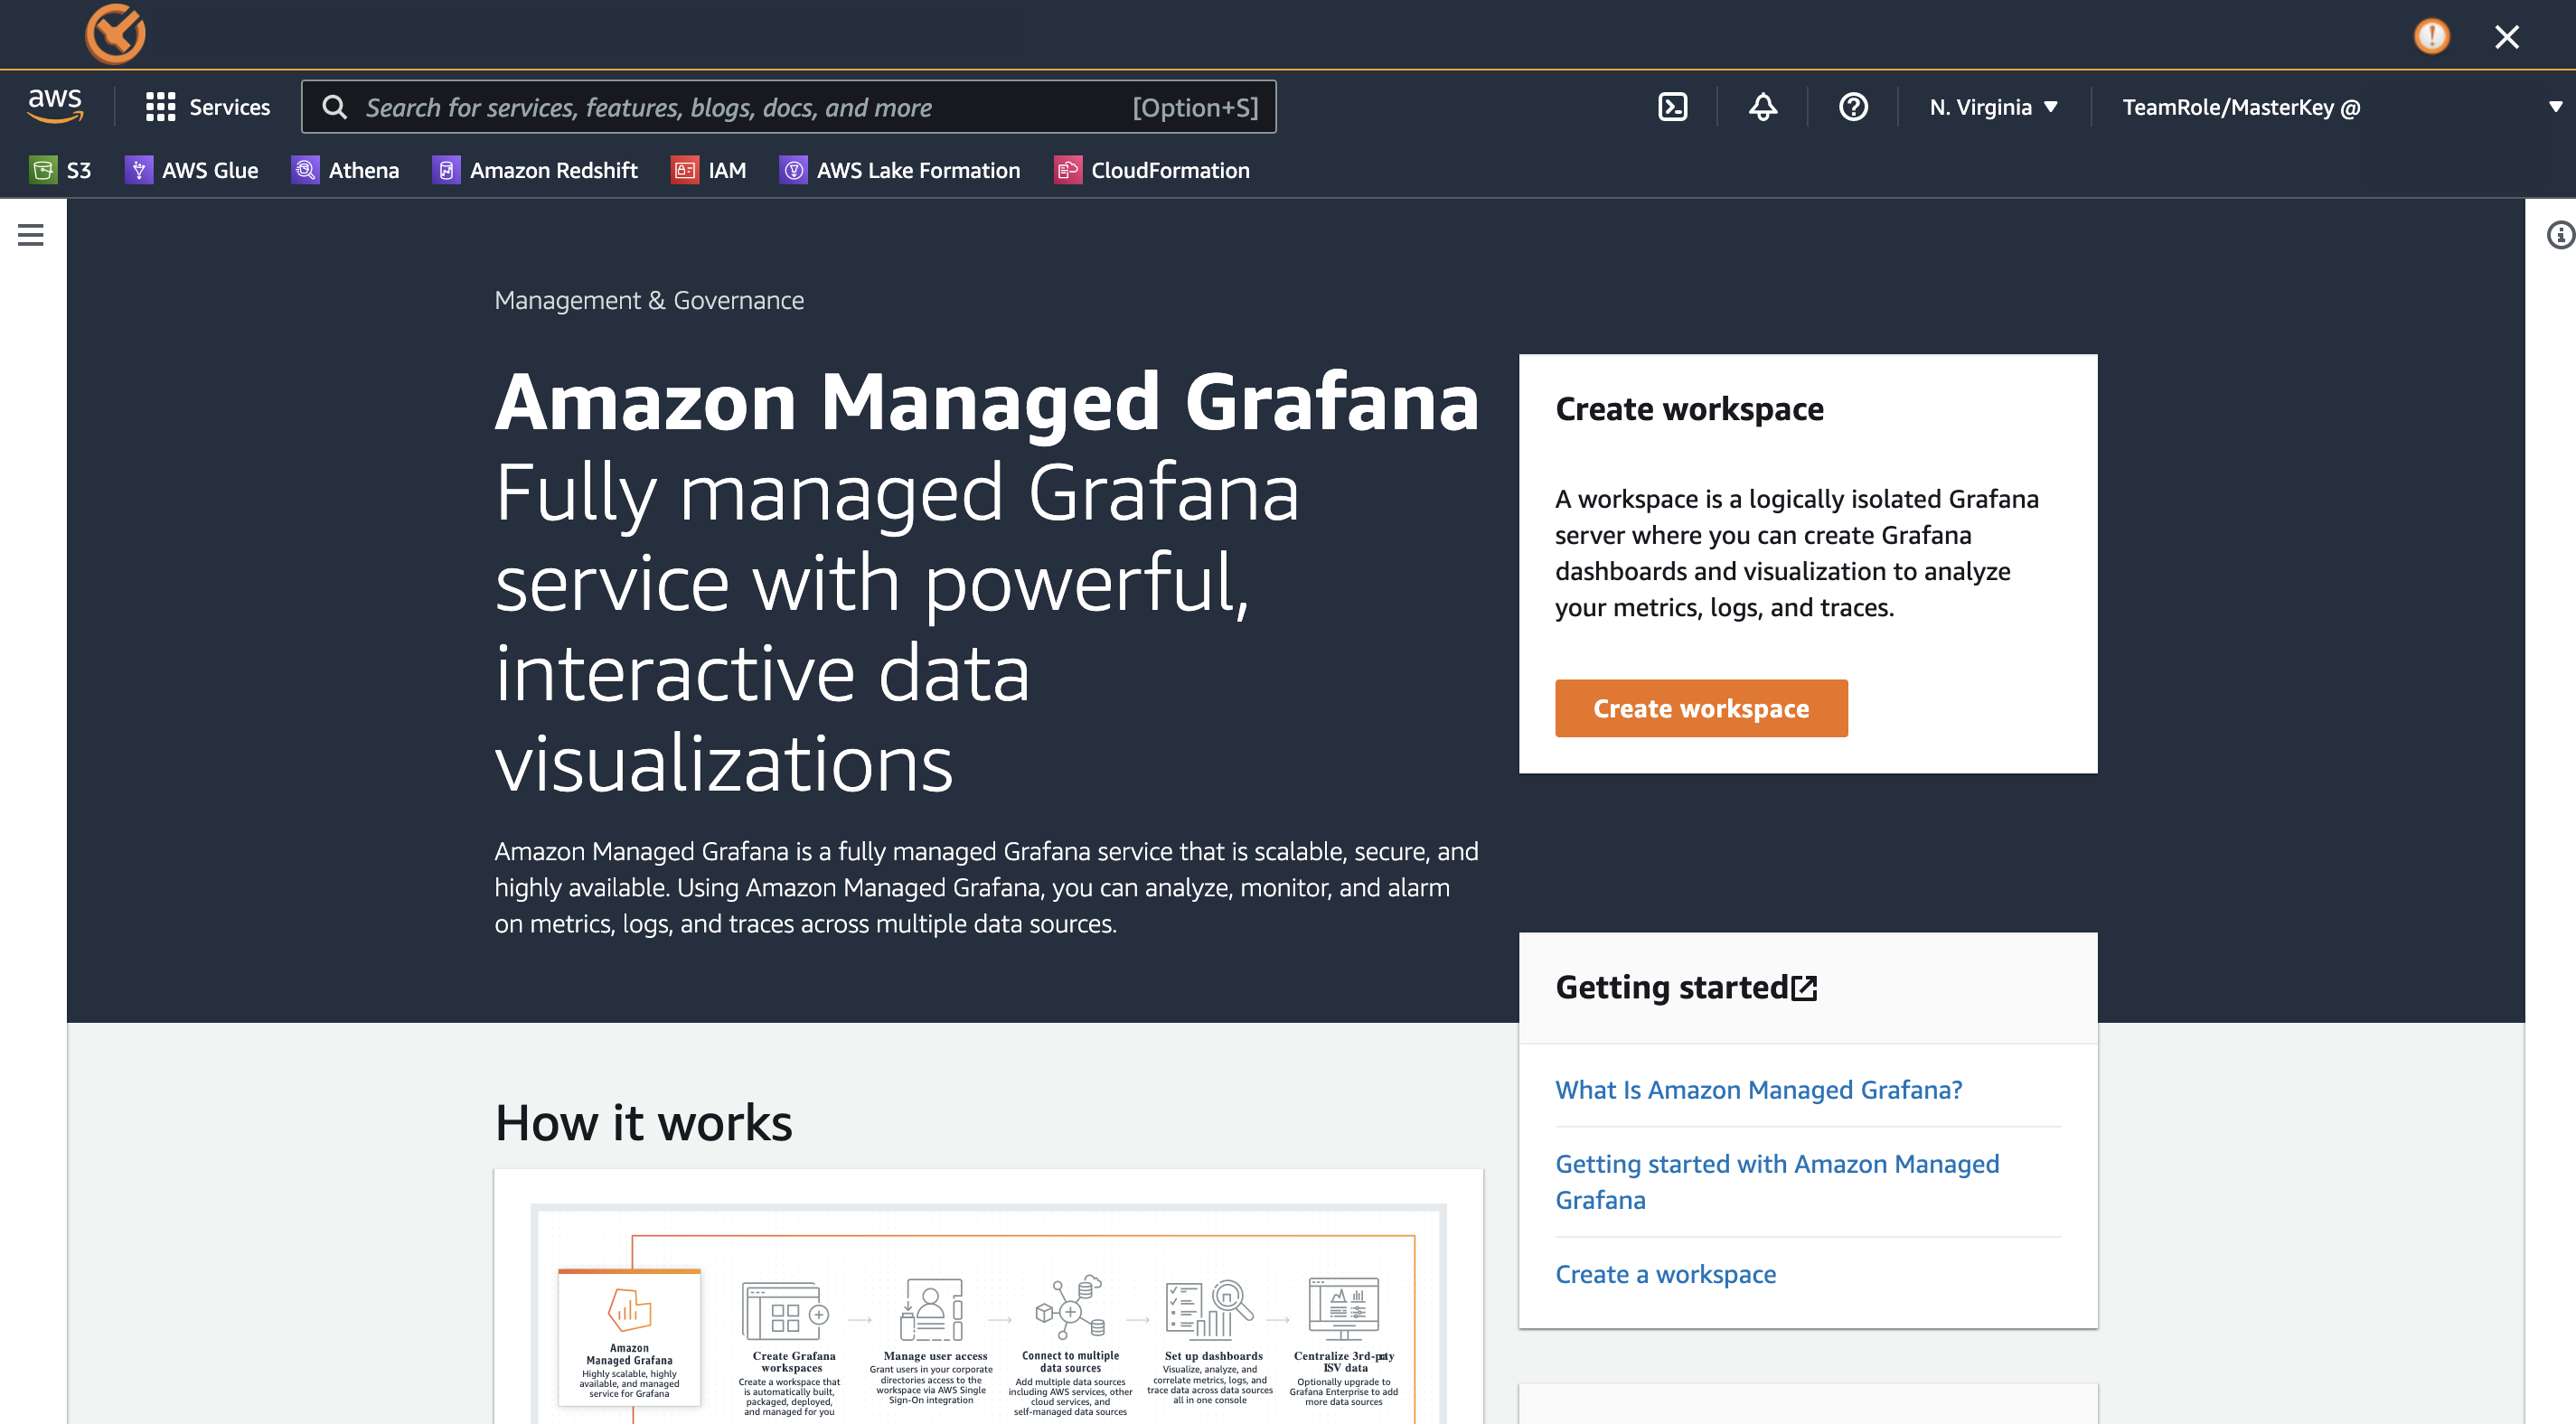 aws
Services
Search for services, features, blogs, docs, and more
[Option+S]
N. Virginia
TeamRole/MasterKey @
S3
AWS Glue
Athena
Amazon Redshift
IAM
AWS Lake Formation
CloudFormation
Management & Governance
Amazon Managed Grafana
Fully managed Grafana
service with powerful,
interactive data
visualizations
Amazon Managed Grafana is a fully managed Grafana service that is scalable, secure, and
highly available. Using Amazon Managed Grafana, you can analyze, monitor, and alarm
on metrics, logs, and traces across multiple data sources.
Create workspace
A workspace is a logically isolated Grafana
server where you can create Grafana
dashboards and visualization to analyze
your metrics, logs, and traces.
Create workspace
Getting started
What Is Amazon Managed Grafana?
Getting started with Amazon Managed
Grafana
Create a workspace
How it works
Amazon
Managed Grafana
Highly scalable, highly
available, and managed
service for Grafana
Create Grafana
workspaces
Create a workspace that
is automatically built,
packaged, deployed,
and managed for you
Manage user access
Grant users in your corporate
directories access to the
workspace via AWS Single
Sign-On integration
Connect to multiple
data sources
Add multiple data sources
including AWS services, other
cloud services, and
self-managed data sources
Set up dashboards
Visualize, analyze, and
correlate metrics, logs, and
trace data across data sources
all in one console
Centralize 3rd-party
ISV data
Optionally upgrade to
Grafana Enterprise to add
more data sources